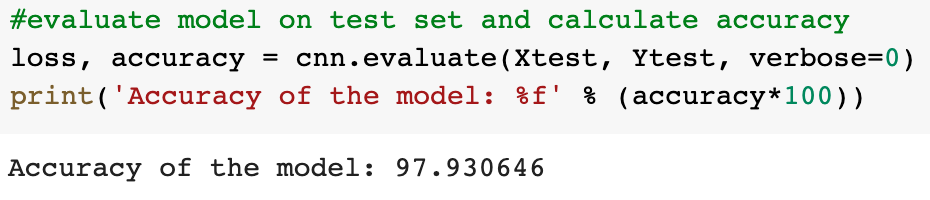 #evaluate model on test set and calculate accuracy
loss, accuracy = cnn.evaluate(Xtest, Ytest, verbose=0)
print('Accuracy of the model: %f' % (accuracy*100))
Accuracy of the model: 97.930646